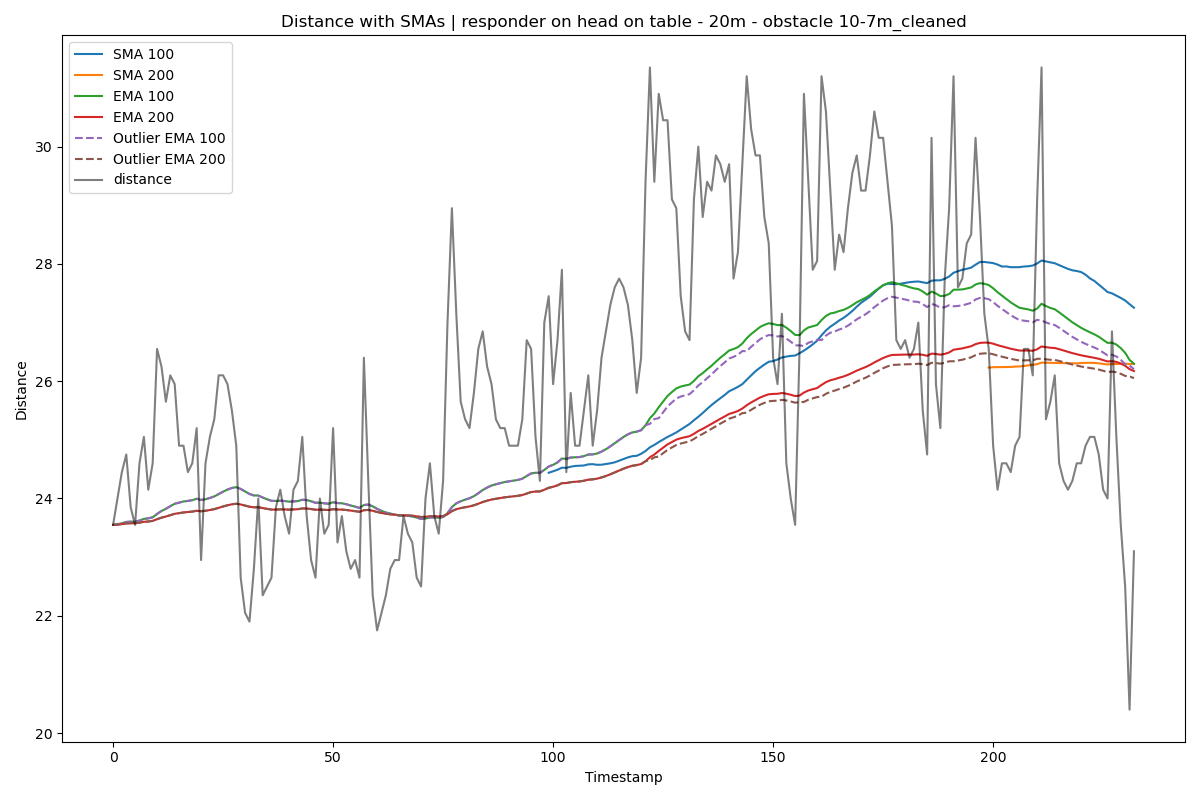 Distance with SMAs | responder on head on table - 20m - obstacle 10-7m_cleaned
SMA 100
SMA 200
EMA 100
EMA 200
Outlier EMA 100
Outlier EMA 200
distance
Distance
30
28
26
24
22
20
0
50
100
150
200
Timestamp